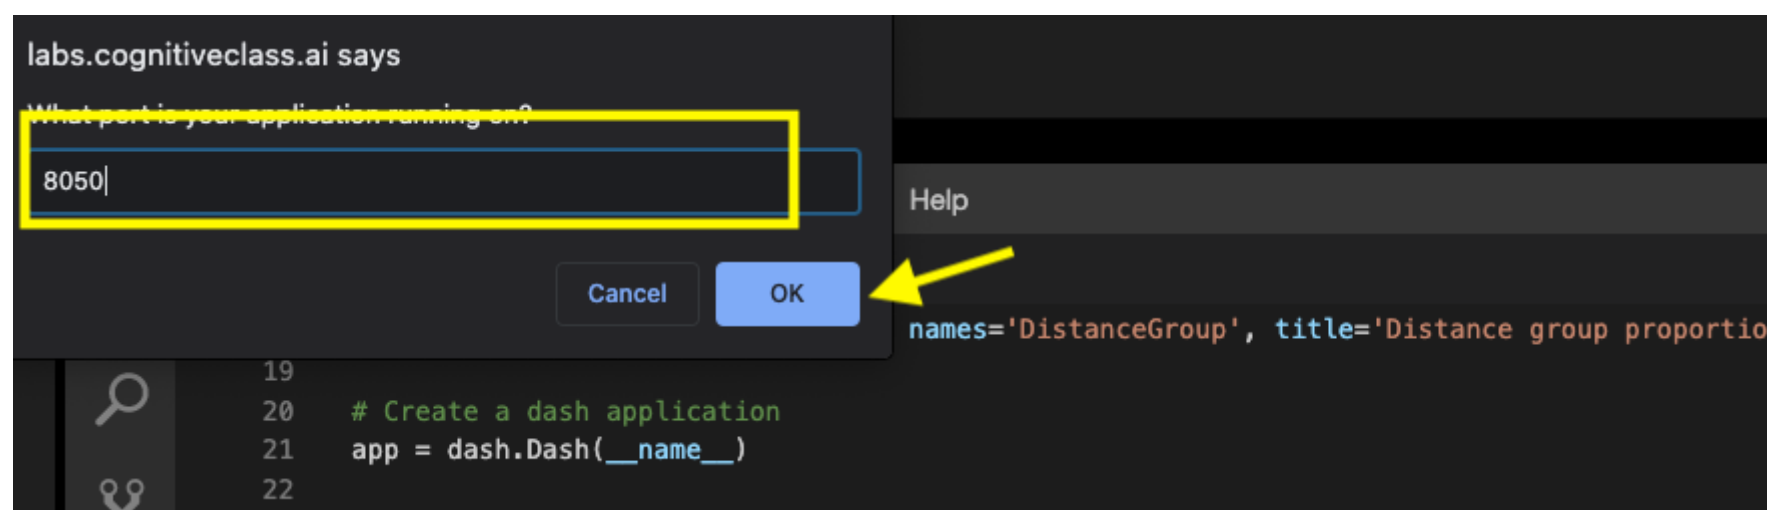 labs.cognitiveclass.ai says
What port is your application running on?
8050
Cancel
OK
Help
names='DistanceGroup', title='Distance group proportio
19
20 # Create a dash application
21 app = dash.Dash(__name__)
22